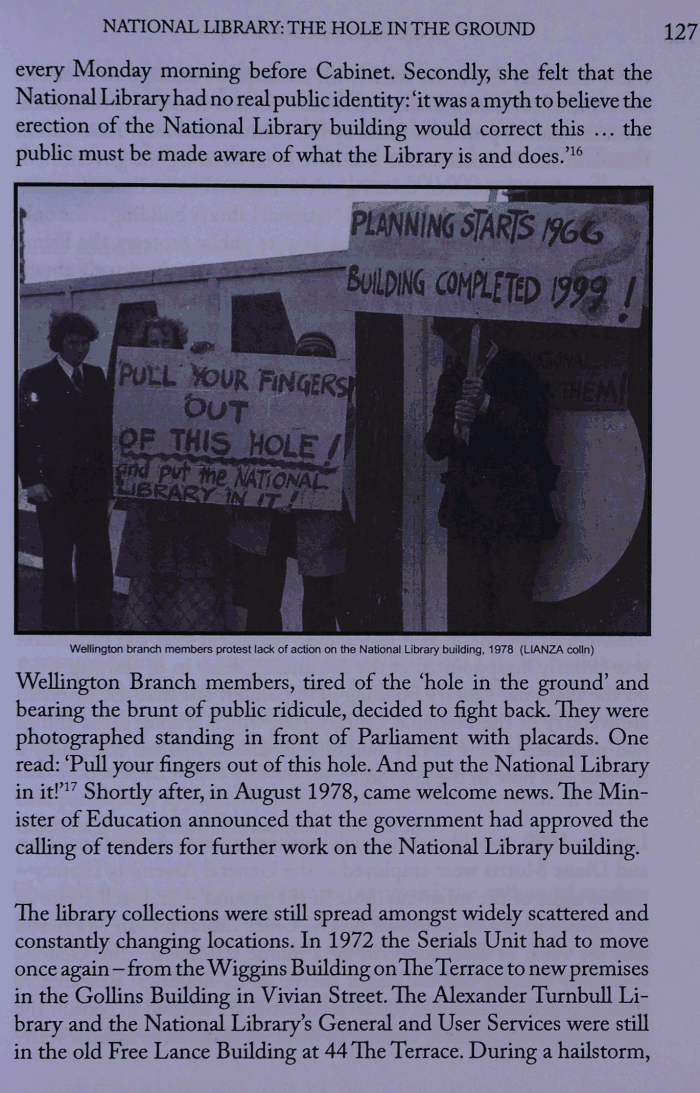 NATIONAL LIBRARY: THE HOLE IN THE GROUND 127
every Monday morning before Cabinet. Secondly, she felt that the
National Library had no real public identity: ‘it was a myth to believe the
erection of the National Library building would correct this … the
public must be made aware of what the Library is and does.’16
PLANNING STARTS 1966
BUILDING COMPLETED 1999 !
?
NATIONAL
THEM!
PULL YOUR FINGERS
OUT
OF THIS HOLE!
and put the NATIONAL
LIBRARY IN IT!
Wellington branch members protest lack of action on the National Library building, 1978 (LIANZA colln)
Wellington Branch members, tired of the ‘hole in the ground’ and
bearing the brunt of public ridicule, decided to fight back. They were
photographed standing in front of Parliament with placards. One
read: ‘Pull your fingers out of this hole. And put the National Library
in it!’17 Shortly after, in August 1978, came welcome news. The Min-
ister of Education announced that the government had approved the
calling of tenders for further work on the National Library building.
The library collections were still spread amongst widely scattered and
constantly changing locations. In 1972 the Serials Unit had to move
once again – from the Wiggins Building on The Terrace to new premises
in the Gollins Building in Vivian Street. The Alexander Turnbull Li-
brary and the National Library’s General and User Services were still
in the old Free Lance Building at 44 The Terrace. During a hailstorm,